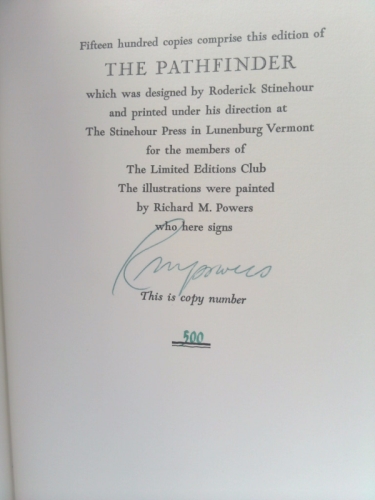 Fifteen hundred copies comprise this edition of
THE PATHFINDER
which was designed by Roderick Stinehour
and printed under his direction at
The Stinehour Press in Lunenburg Vermont
for the members of
The Limited Editions Club
The illustrations were painted
by Richard M. Powers
who here signs
Rmpowers
This is copy number
500